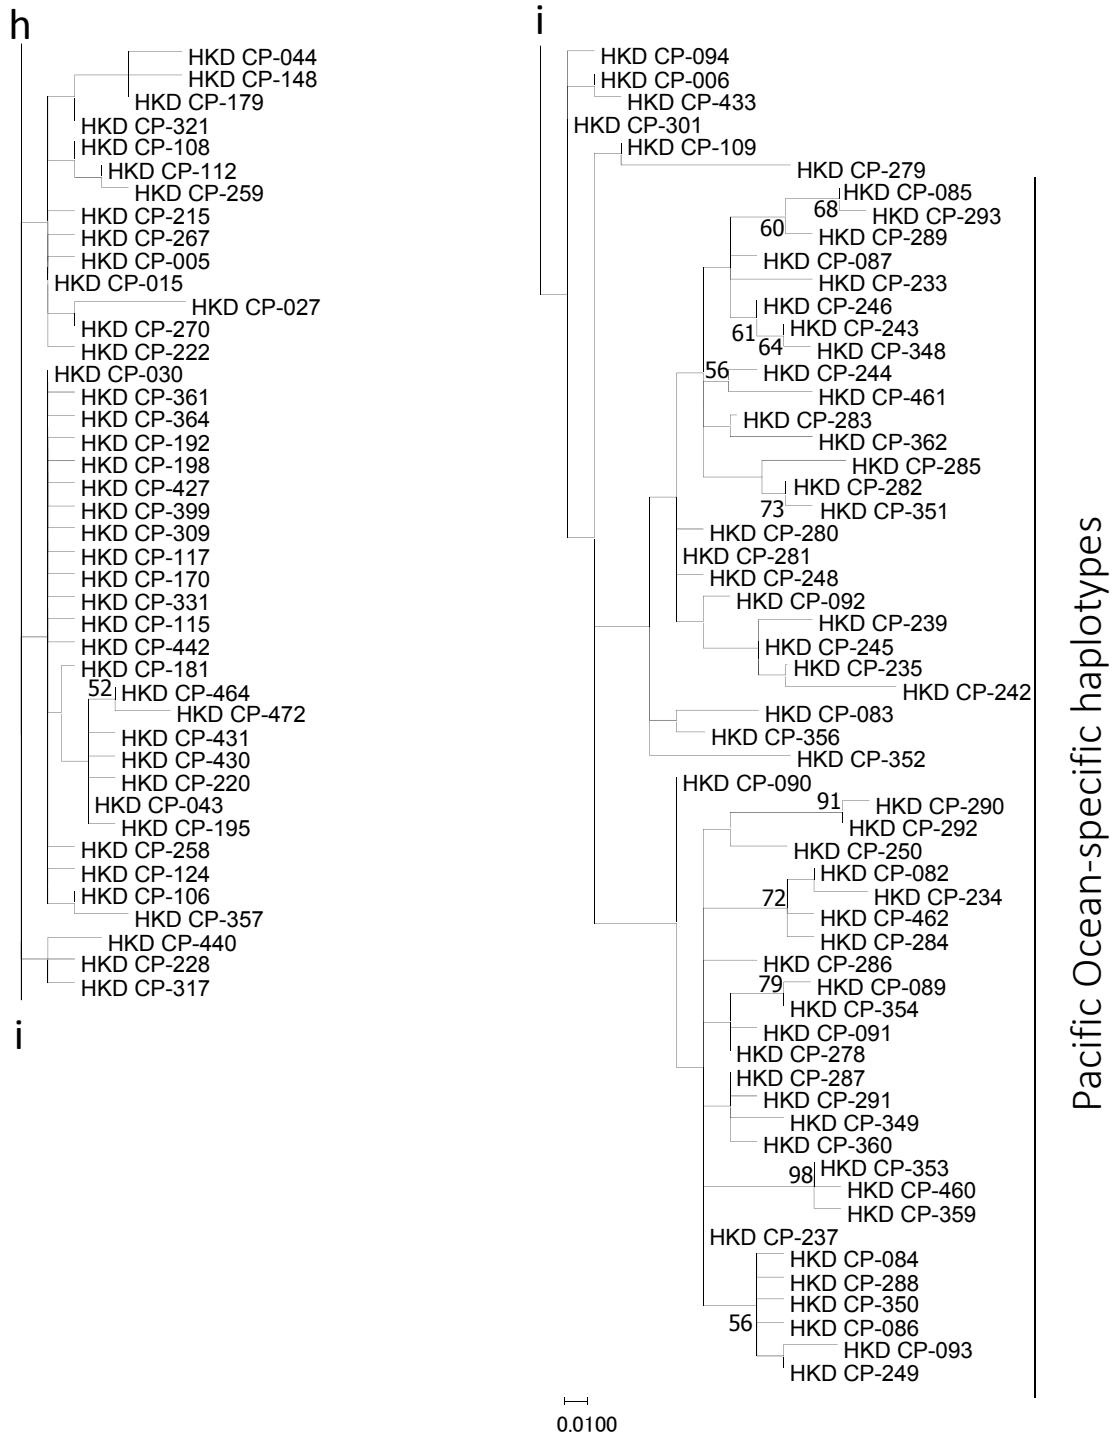 h
HKD CP-044
HKD CP-148
HKD CP-179
HKD CP-321
HKD CP-108
HKD CP-112
HKD CP-259
HKD CP-215
HKD CP-267
HKD CP-005
HKD CP-015
HKD CP-027
HKD CP-270
HKD CP-222
HKD CP-030
HKD CP-361
HKD CP-364
HKD CP-192
HKD CP-198
HKD CP-427
HKD CP-399
HKD CP-309
HKD CP-117
HKD CP-170
HKD CP-331
HKD CP-115
HKD CP-442
HKD CP-181
52
HKD CP-464
HKD CP-472
HKD CP-431
HKD CP-430
HKD CP-220
HKD CP-043
HKD CP-195
HKD CP-258
HKD CP-124
HKD CP-106
HKD CP-357
HKD CP-440
HKD CP-228
HKD CP-317
i
i
HKD CP-094
HKD CP-006
HKD CP-433
HKD CP-301
HKD CP-109
HKD CP-279
HKD CP-085
68
HKD CP-293
60
HKD CP-289
HKD CP-087
HKD CP-233
HKD CP-246
61
HKD CP-243
64
HKD CP-348
56
HKD CP-244
HKD CP-461
HKD CP-283
HKD CP-362
HKD CP-285
HKD CP-282
73
HKD CP-351
HKD CP-280
HKD CP-281
HKD CP-248
HKD CP-092
HKD CP-239
HKD CP-245
HKD CP-235
HKD CP-242
HKD CP-083
HKD CP-356
HKD CP-352
HKD CP-090
91
HKD CP-290
HKD CP-292
HKD CP-250
HKD CP-082
72
HKD CP-234
HKD CP-462
HKD CP-284
HKD CP-286
79
HKD CP-089
HKD CP-354
HKD CP-091
HKD CP-278
HKD CP-287
HKD CP-291
HKD CP-349
HKD CP-360
98
HKD CP-353
HKD CP-460
HKD CP-359
HKD CP-237
HKD CP-084
HKD CP-288
HKD CP-350
56
HKD CP-086
HKD CP-093
HKD CP-249
0.0100
Pacific Ocean-specific haplotypes